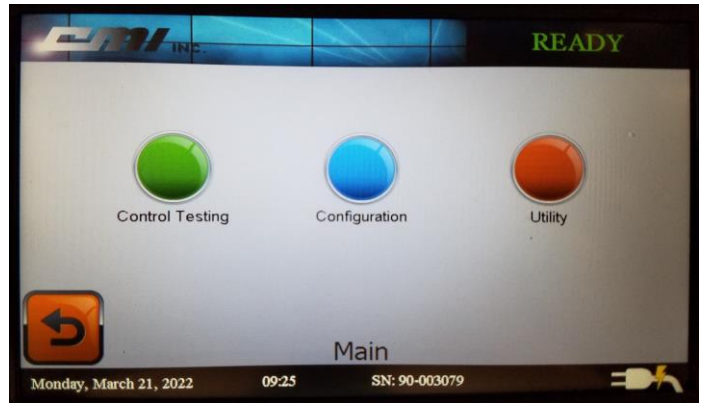 CMI INC.
READY
Control Testing
Configuration
Utility
Main
Monday, March 21, 2022 09:25 SN: 90-003079